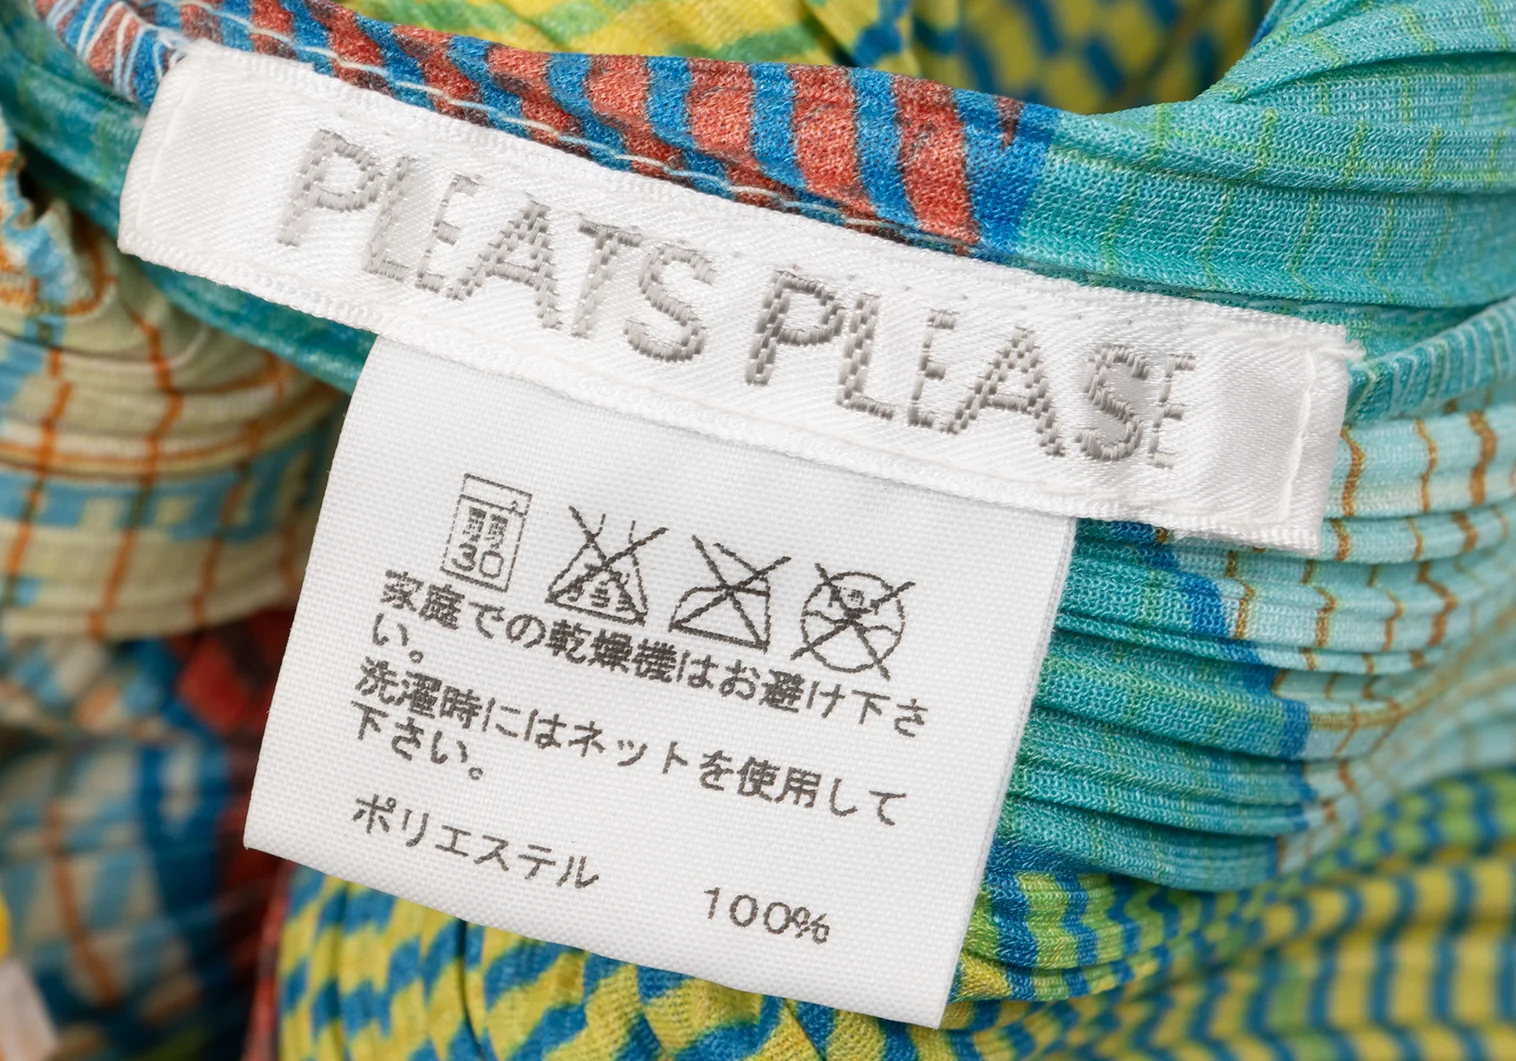 PLEATS PLEASE
弱
30
家庭での乾燥機はお避け下さ
い。
洗濯時にはネットを使用して
下さい。
ポリエステル 100%